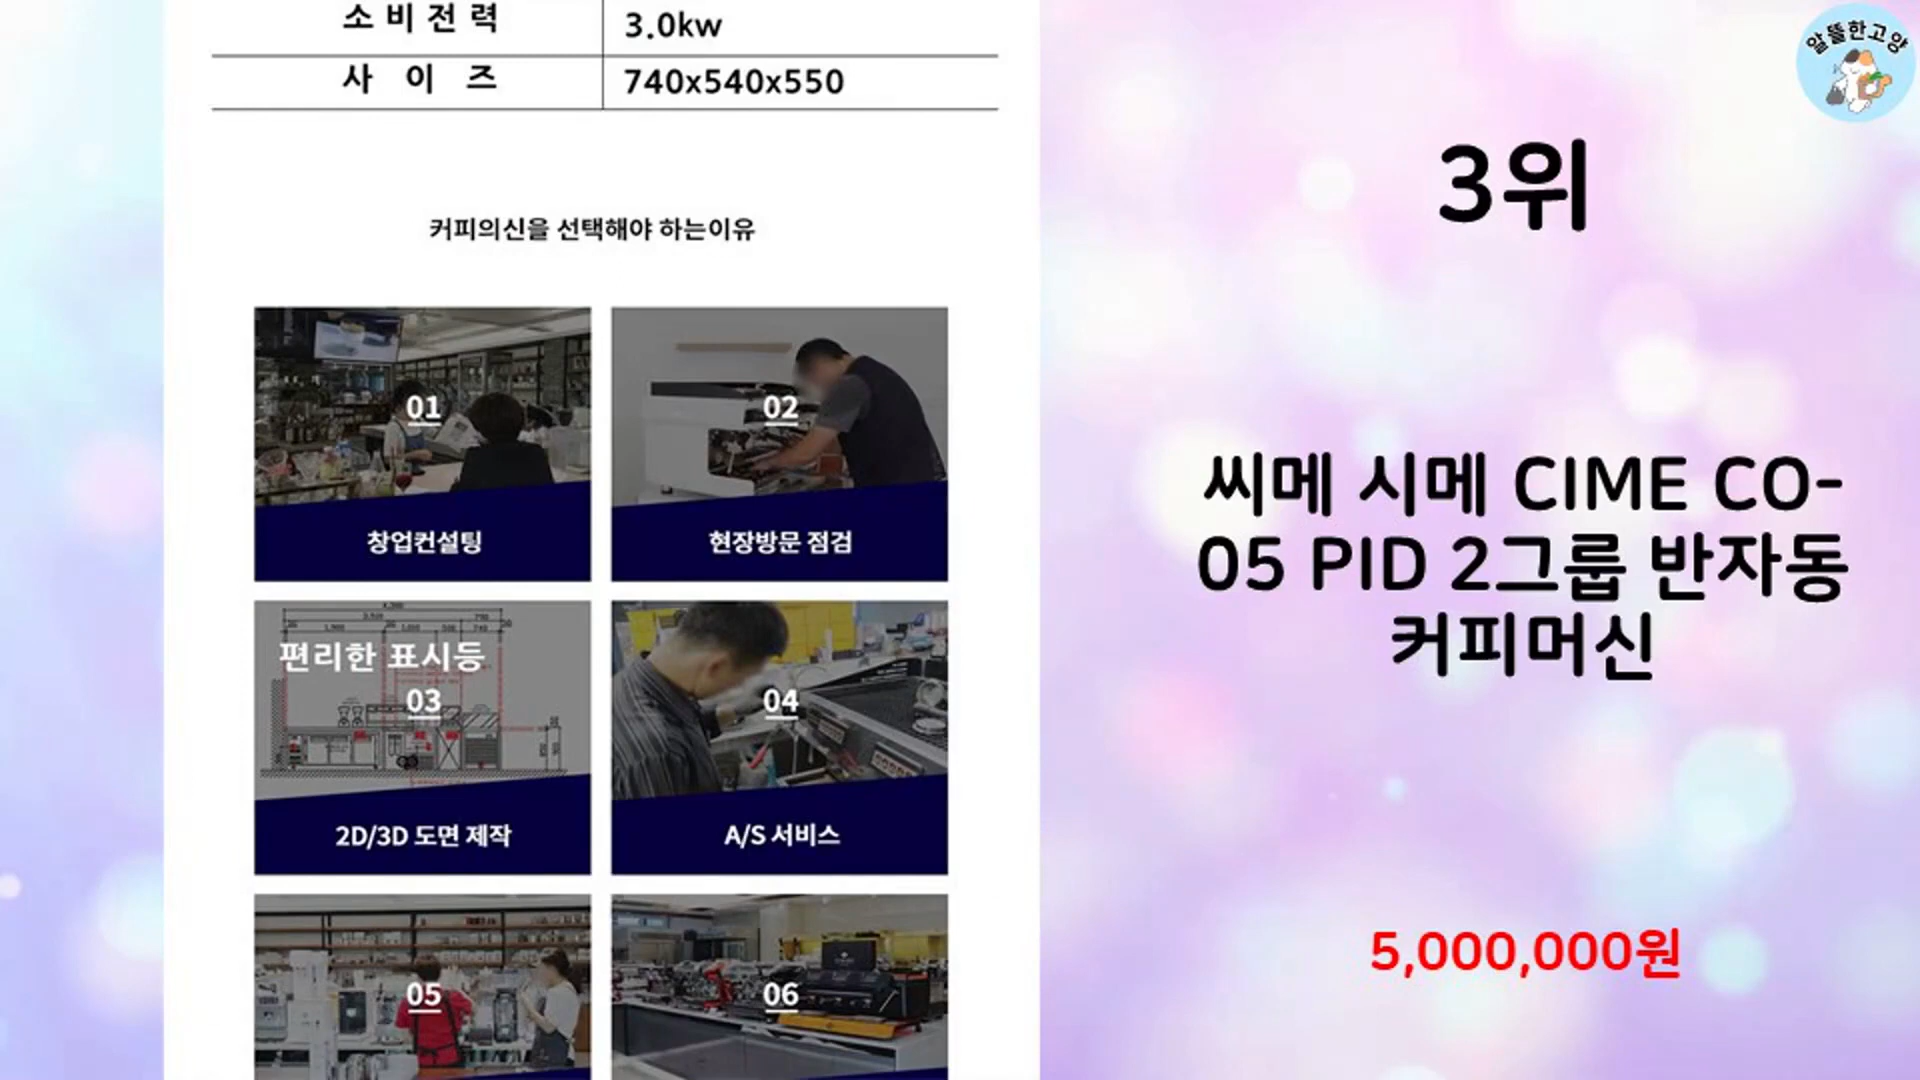 소비전력 3.0kw
사이즈 740x540x550
커피의신을 선택해야 하는이유
01
창업컨설팅
02
현장방문 점검
편리한 표시등
03
2D/3D 도면 제작
04
A/S 서비스
05
06
알뜰한고양
3위
씨메 시메 CIME CO-
05 PID 2그룹 반자동
커피머신
5,000,000원